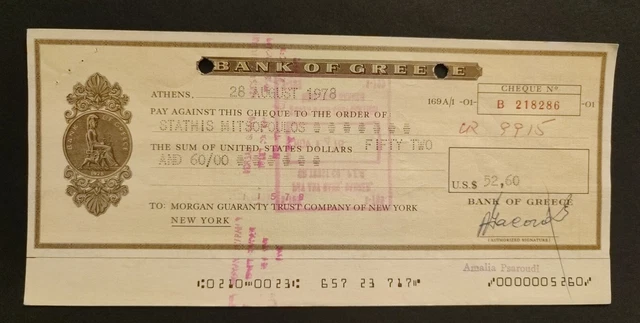 BANK OF GREECE
ATHENS, 28 AUGUST 1978
CHEQUE Nº
169A/1 -01- B 218286 -01
PAY AGAINST THIS CHEQUE TO THE ORDER OF
STATHIS MITSOPOULOS
CR 9915
THE SUM OF UNITED STATES DOLLARS FIFTY TWO
AND 60/00
U.S.$ 52,60
TO: MORGAN GUARANTY TRUST COMPANY OF NEW YORK
NEW YORK
BANK OF GREECE
(AUTHORIZED SIGNATURE)
Amalia Psaroudi
0210 0023 657 23 717 0000005260